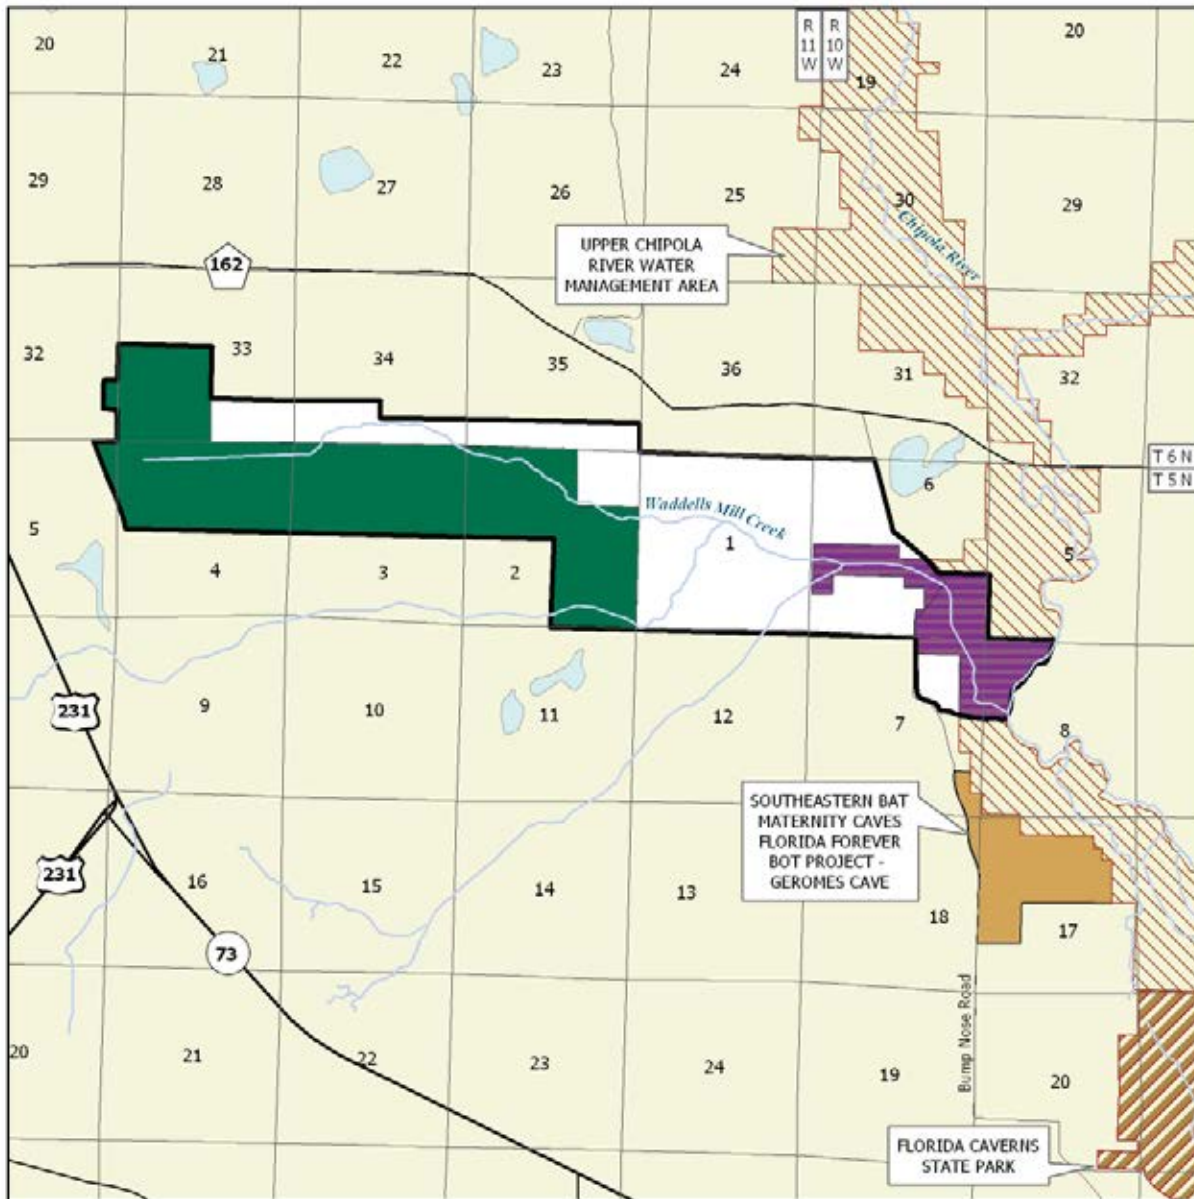 R
11
W
R
10
W
20
21
22
23
24
19
20
29
28
27
26
25
30
29
Chipola River
UPPER CHIPOLA
RIVER WATER
MANAGEMENT AREA
162
32
33
34
35
36
31
32
T 6 N
T 5 N
6
Waddells Mill Creek
5
4
3
2
1
5
231
9
10
11
12
7
8
SOUTHEASTERN BAT
MATERNITY CAVES
FLORIDA FOREVER
BOT PROJECT -
GEROMES CAVE
231
16
15
14
13
18
17
73
Bump Nose Road
20
21
22
23
24
19
20
FLORIDA CAVERNS
STATE PARK